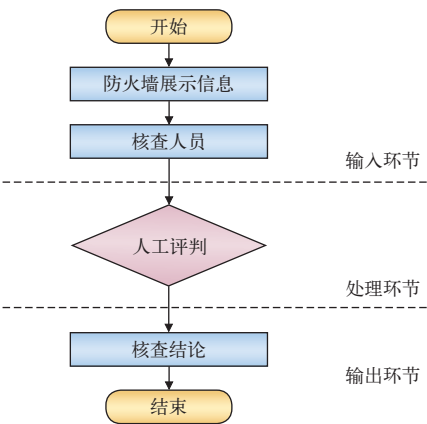 开始
防火墙展示信息
核查人员
输入环节
人工评判
处理环节
核查结论
输出环节
结束